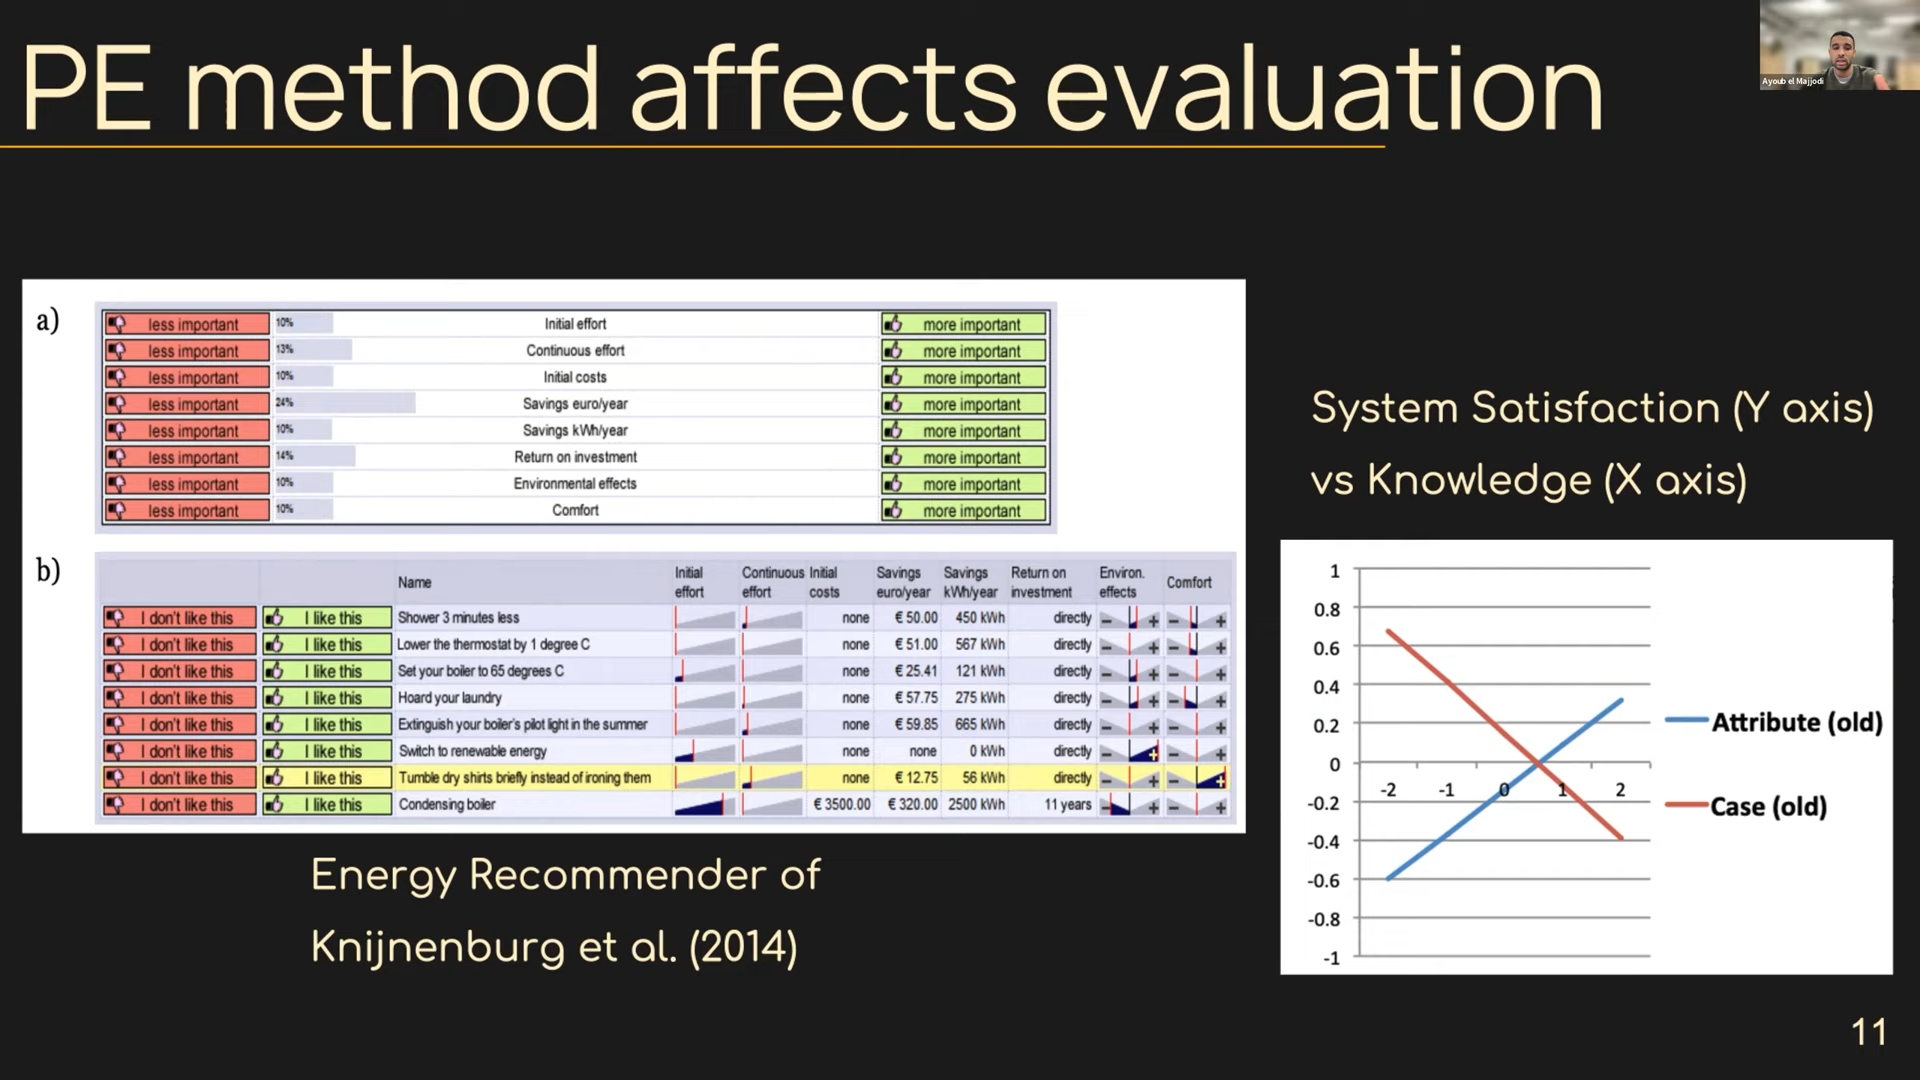 PE method affects evaluation
Ayoub el Majjodi
a)
less important 10% Initial effort more important
less important 13% Continuous effort more important
less important 10% Initial costs more important
less important 24% Savings euro/year more important
less important 10% Savings kWh/year more important
less important 14% Return on investment more important
less important 10% Environmental effects more important
less important 10% Comfort more important
b)
Name Initial effort Continuous effort Initial costs Savings euro/year Savings kWh/year Return on investment Environ. effects Comfort
I don't like this I like this Shower 3 minutes less none € 50.00 450 kWh directly − + − +
I don't like this I like this Lower the thermostat by 1 degree C none € 51.00 567 kWh directly − + − +
I don't like this I like this Set your boiler to 65 degrees C none € 25.41 121 kWh directly − + − +
I don't like this I like this Hoard your laundry none € 57.75 275 kWh directly − + − +
I don't like this I like this Extinguish your boiler's pilot light in the summer none € 59.85 665 kWh directly − + − +
I don't like this I like this Switch to renewable energy none none 0 kWh directly − + − +
I don't like this I like this Tumble dry shirts briefly instead of ironing them none € 12.75 56 kWh directly − + − +
I don't like this I like this Condensing boiler € 3500.00 € 320.00 2500 kWh 11 years − + − +
Energy Recommender of
Knijnenburg et al. (2014)
System Satisfaction (Y axis)
vs Knowledge (X axis)
1
0.8
0.6
0.4
0.2
0
-0.2
-0.4
-0.6
-0.8
-1
-2 -1 0 1 2
Attribute (old)
Case (old)
11